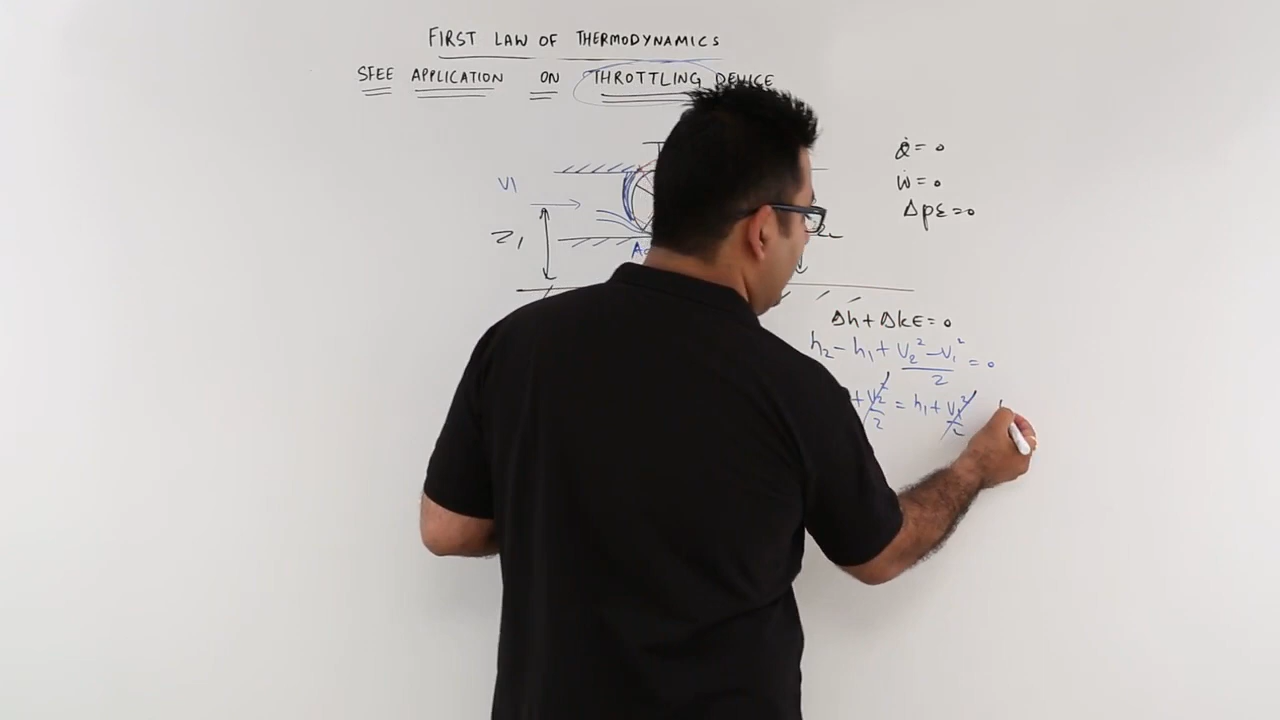 FIRST LAW OF THERMODYNAMICS
SFEE APPLICATION ON THROTTLING DEVICE
V1
Z₁
Q̇ = 0
Ẇ = 0
ΔPE = 0
Δh + ΔKE = 0
h₂ - h₁ + V₂² - V₁² / 2 = 0
+ V₂² / 2 = h₁ + V₁² / 2